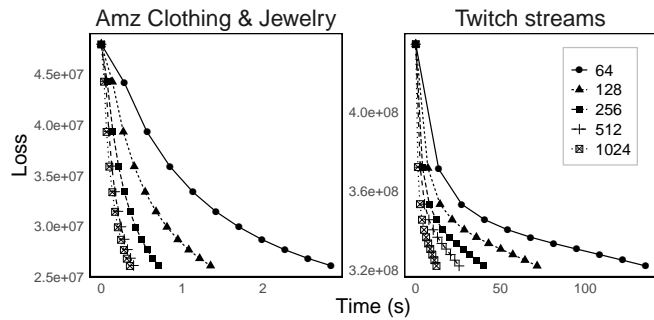 Amz Clothing & Jewelry
Twitch streams
Loss
4.5e+07
4.0e+07
3.5e+07
3.0e+07
2.5e+07
0
1
2
4.0e+08
3.6e+08
3.2e+08
0
50
100
64
128
256
512
1024
Time (s)